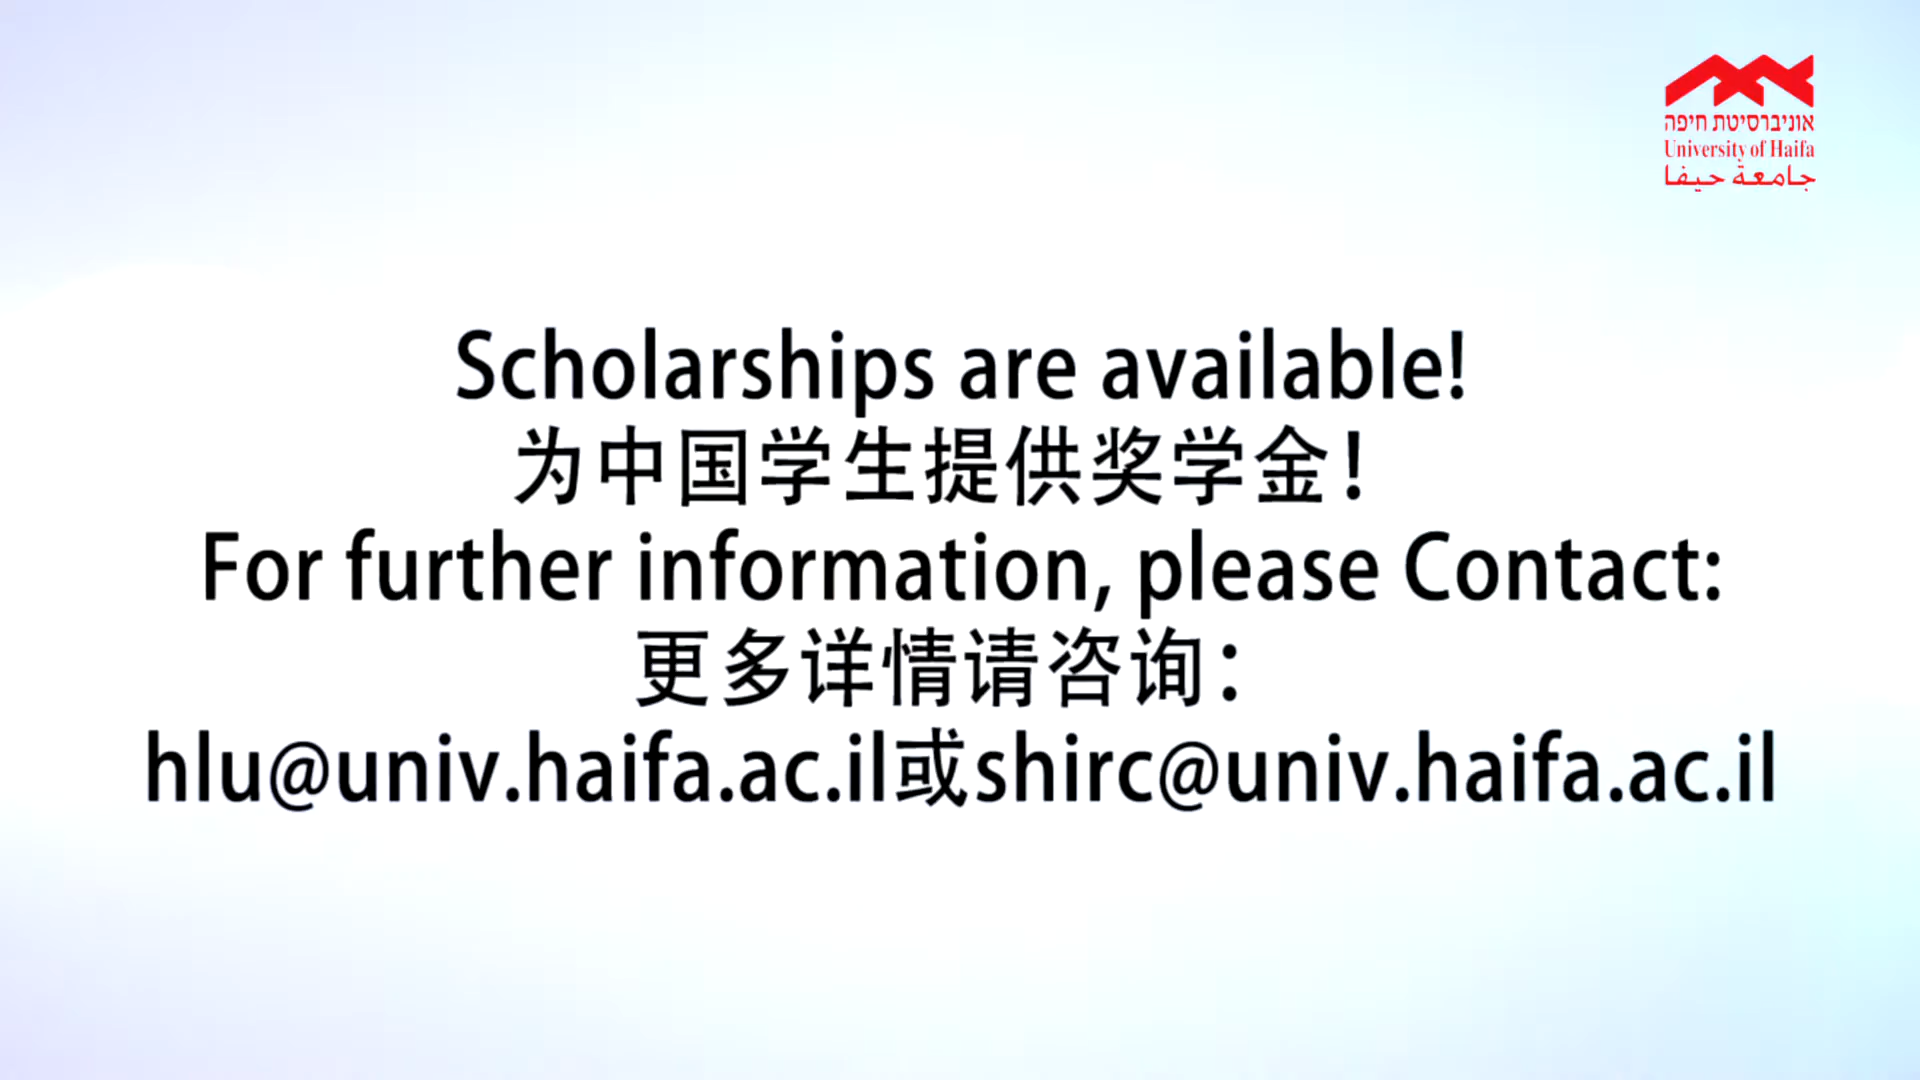 אוניברסיטת חיפה
University of Haifa
جامعة حيفا
Scholarships are available!
为中国学生提供奖学金！
For further information, please Contact:
更多详情请咨询：
hlu@univ.haifa.ac.il或shirc@univ.haifa.ac.il